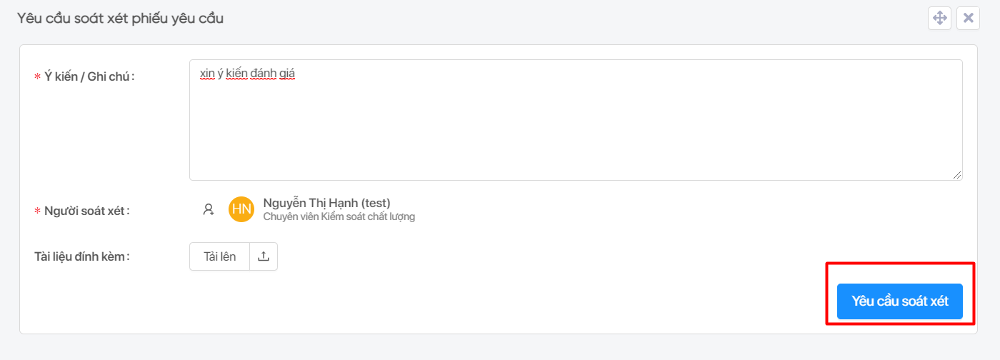 Yêu cầu soát xét phiếu yêu cầu
* Ý kiến / Ghi chú :
xin ý kiến đánh giá
* Người soát xét :
HN
Nguyễn Thị Hạnh (test)
Chuyên viên Kiểm soát chất lượng
Tài liệu đính kèm :
Tải lên
Yêu cầu soát xét